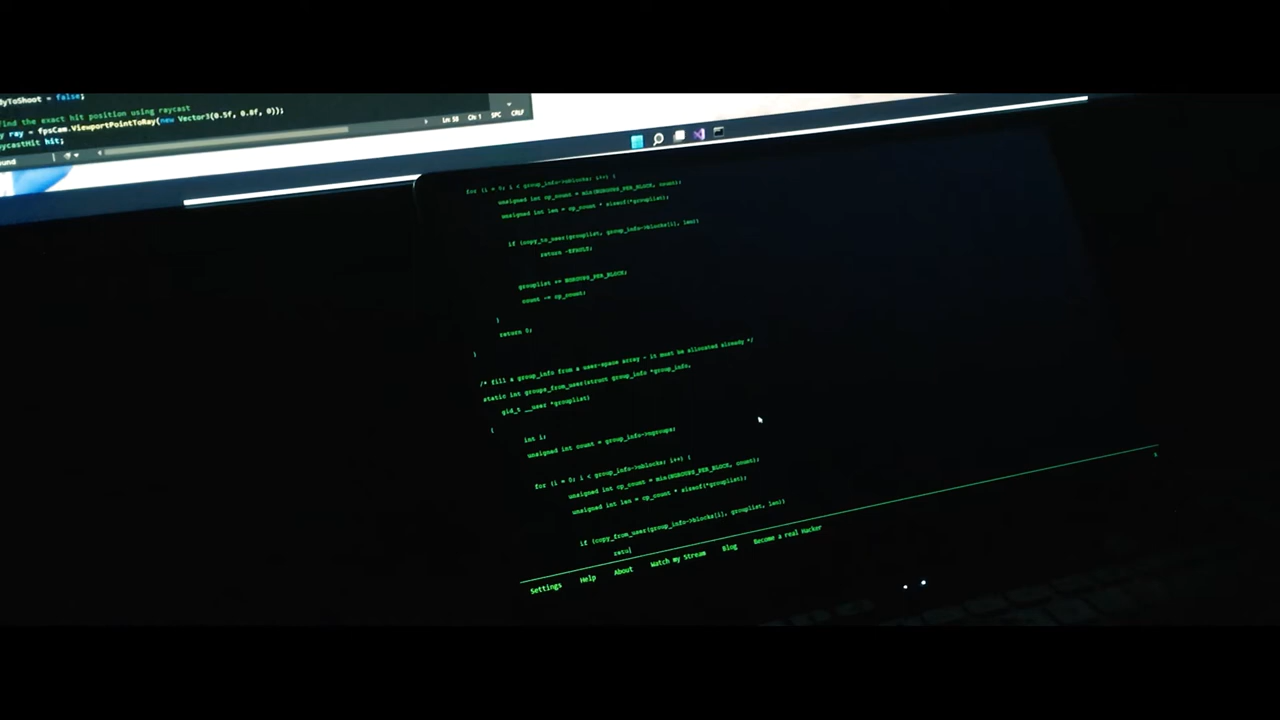 dyToShoot = false;
find the exact hit position using raycast
y ray = fpsCam.ViewportPointToRay(new Vector3(0.5f, 0.8f, 0));
aycastHit hit;
ound
Ln 58 Ch 1 SPC CRLF
for (i = 0; i < group_info->nblocks; i++) {
unsigned int cp_count = min(NGROUPS_PER_BLOCK, count);
unsigned int len = cp_count * sizeof(*grouplist);
if (copy_to_user(grouplist, group_info->blocks[i], len))
return -EFAULT;
grouplist += NGROUPS_PER_BLOCK;
count -= cp_count;
}
return 0;
}
/* fill a group_info from a user-space array - it must be allocated already */
static int groups_from_user(struct group_info *group_info,
gid_t __user *grouplist)
{
int i;
unsigned int count = group_info->ngroups;
for (i = 0; i < group_info->nblocks; i++) {
unsigned int cp_count = min(NGROUPS_PER_BLOCK, count);
unsigned int len = cp_count * sizeof(*grouplist);
if (copy_from_user(group_info->blocks[i], grouplist, len))
retu
Settings Help About Watch my Stream Blog Become a real Hacker